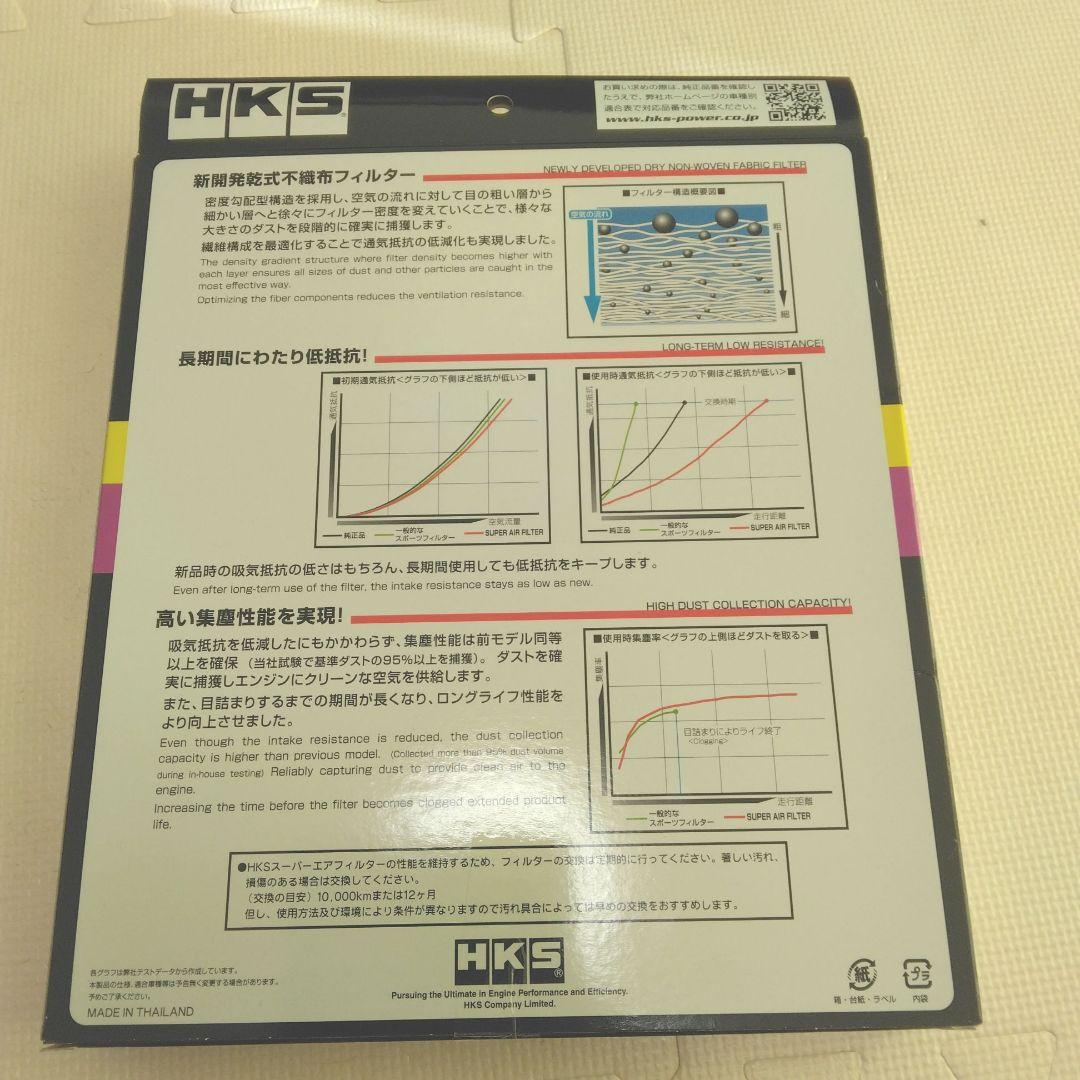 HKS
お買い求めの際は、純正品番を確認し
たうえで、弊社ホームページの車種別
適合表で対応品番をご確認ください。
www.hks-power.co.jp
新開発乾式不織布フィルター
NEWLY DEVELOPED DRY NON-WOVEN FABRIC FILTER
密度勾配型構造を採用し、空気の流れに対して目の粗い層から
細かい層へと徐々にフィルター密度を変えていくことで、様々な
大きさのダストを段階的に確実に捕獲します。
繊維構成を最適化することで通気抵抗の低減化も実現しました。
The density gradient structure where filter density becomes higher with
each layer ensures all sizes of dust and other particles are caught in the
most effective way.
Optimizing the fiber components reduces the ventilation resistance.
■フィルター構造概要図■
空気の流れ
粗
長期間にわたり低抵抗!
LONG-TERM LOW RESISTANCE!
■初期通気抵抗<グラフの下側ほど抵抗が低い>■
通気抵抗
空気流量
純正品
一般的な
スポーツフィルター
SUPER AIR FILTER
■使用時通気抵抗<グラフの下側ほど抵抗が低い>■
通気抵抗
交換時期
走行距離
純正品
一般的な
スポーツフィルター
SUPER AIR FILTER
新品時の吸気抵抗の低さはもちろん、長期間使用しても低抵抗をキープします。
Even after long-term use of the filter, the intake resistance stays as low as new.
高い集塵性能を実現!
HIGH DUST COLLECTION CAPACITY!
吸気抵抗を低減したにもかかわらず、集塵性能は前モデル同等
以上を確保（当社試験で基準ダストの95%以上を捕獲）。ダストを確
実に捕獲しエンジンにクリーンな空気を供給します。
また、目詰まりするまでの期間が長くなり、ロングライフ性能を
より向上させました。
Even though the intake resistance is reduced, the dust collection
capacity is higher than previous model. (Collected more than 95% dust volume
during in-house testing) Reliably capturing dust to provide clean air to the
engine.
Increasing the time before the filter becomes clogged extended product
life.
■使用時集塵率<グラフの上側ほどダストを取る>■
集塵率
目詰まりによりライフ終了
<Clogging>
走行距離
一般的な
スポーツフィルター
SUPER AIR FILTER
●HKSスーパーエアフィルターの性能を維持するため、フィルターの交換は定期的に行ってください。著しい汚れ、
損傷のある場合は交換してください。
（交換の目安）10,000kmまたは12ヶ月
但し、使用方法及び環境により条件が異なりますので汚れ具合によっては早めの交換をおすすめします。
HKS®
Pursuing the Ultimate in Engine Performance and Efficiency.
HKS Company Limited.
各グラフは弊社テストデータから作成しています。
本製品の仕様、適合車種等は予告無く変更する場合があります。
予めご了承ください。
MADE IN THAILAND
紙
箱・台紙・ラベル
プラ
内袋